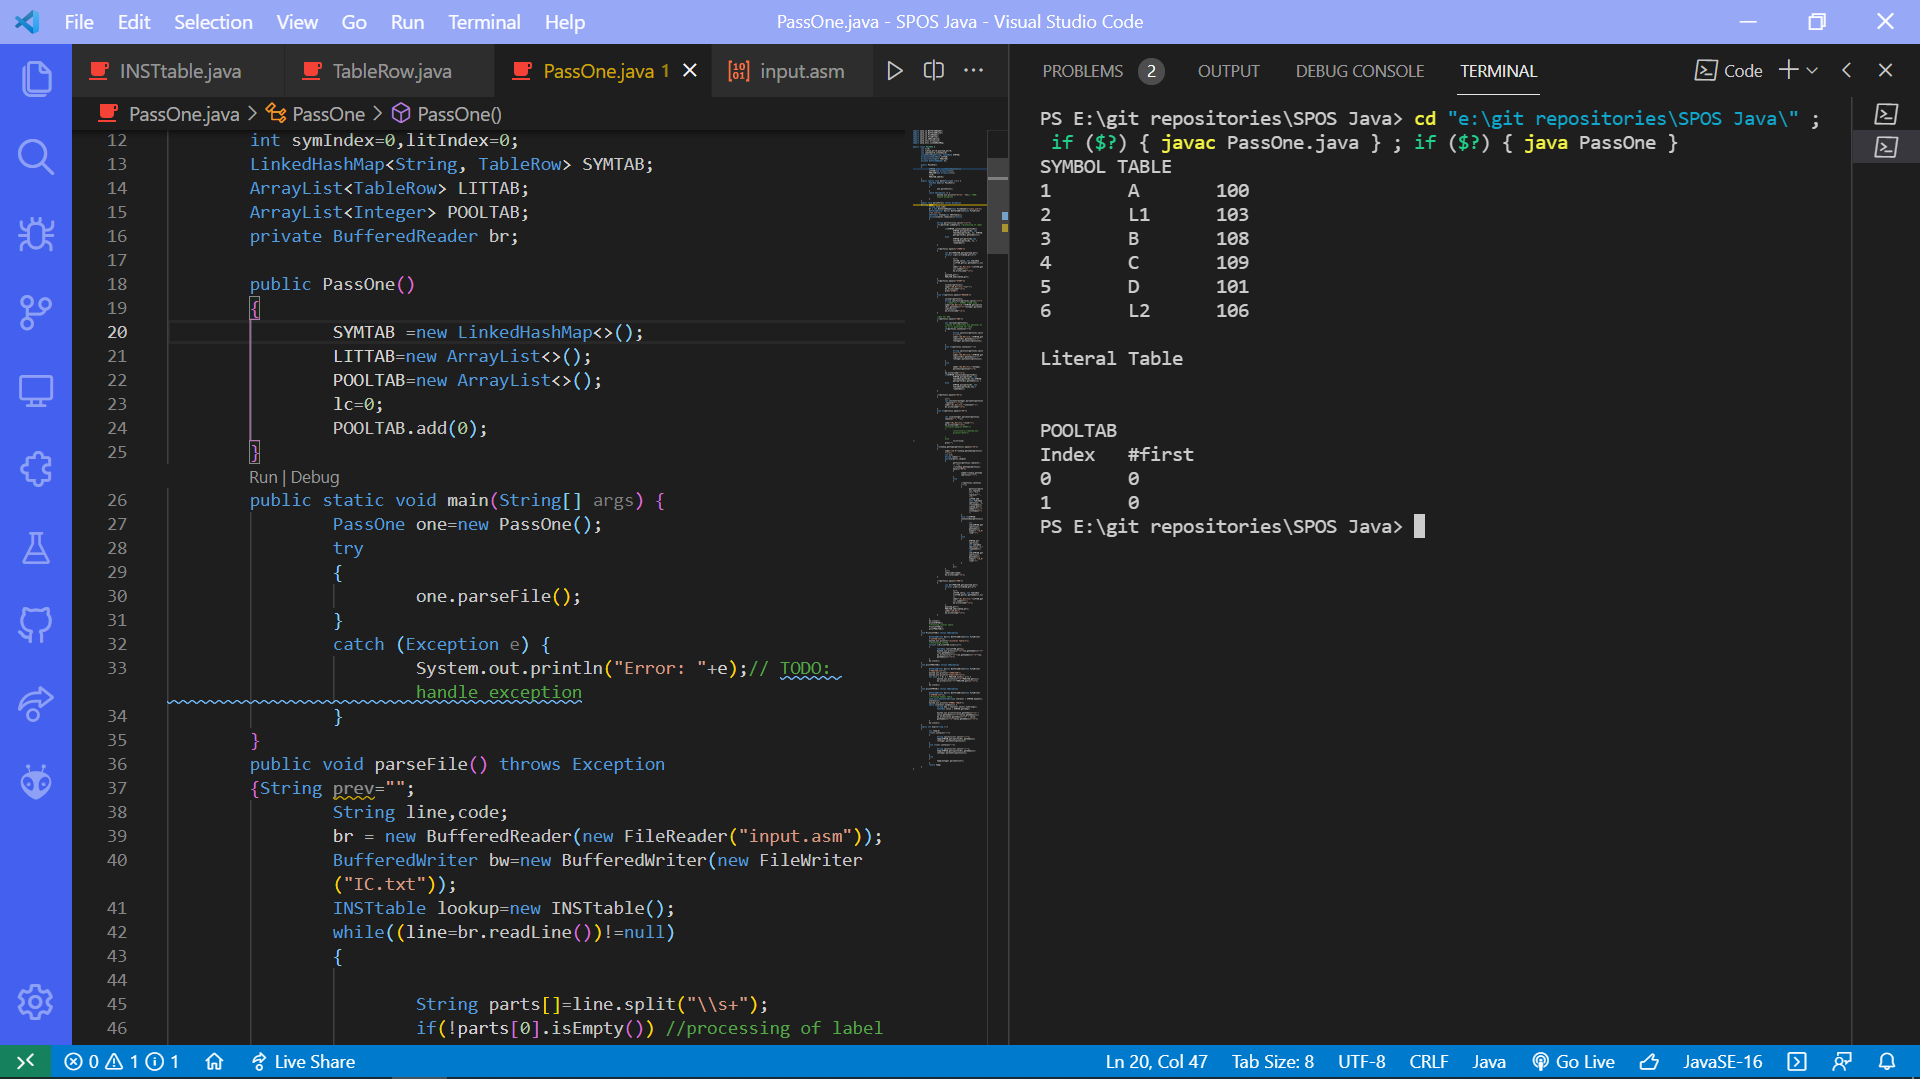 File Edit Selection View Go Run Terminal Help
PassOne.java - SPOS Java - Visual Studio Code
INSTtable.java TableRow.java PassOne.java 1 input.asm
PassOne.java > PassOne > PassOne()
12 int symIndex=0,litIndex=0;
13 LinkedHashMap<String, TableRow> SYMTAB;
14 ArrayList<TableRow> LITTAB;
15 ArrayList<Integer> POOLTAB;
16 private BufferedReader br;
17
18 public PassOne()
19 {
20 SYMTAB =new LinkedHashMap<>();
21 LITTAB=new ArrayList<>();
22 POOLTAB=new ArrayList<>();
23 lc=0;
24 POOLTAB.add(0);
25 }
Run | Debug
26 public static void main(String[] args) {
27 PassOne one=new PassOne();
28 try
29 {
30 one.parseFile();
31 }
32 catch (Exception e) {
33 System.out.println("Error: "+e);// TODO:
handle exception
34 }
35 }
36 public void parseFile() throws Exception
37 {String prev="";
38 String line,code;
39 br = new BufferedReader(new FileReader("input.asm"));
40 BufferedWriter bw=new BufferedWriter(new FileWriter
("IC.txt"));
41 INSTtable lookup=new INSTtable();
42 while((line=br.readLine())!=null)
43 {
44
45 String parts[]=line.split("\\s+");
46 if(!parts[0].isEmpty()) //processing of label
PROBLEMS 2 OUTPUT DEBUG CONSOLE TERMINAL
Code
PS E:\git repositories\SPOS Java> cd "e:\git repositories\SPOS Java\" ;
if ($?) { javac PassOne.java } ; if ($?) { java PassOne }
SYMBOL TABLE
1 A 100
2 L1 103
3 B 108
4 C 109
5 D 101
6 L2 106
Literal Table
POOLTAB
Index #first
0 0
1 0
PS E:\git repositories\SPOS Java>
0 1 1 Live Share
Ln 20, Col 47 Tab Size: 8 UTF-8 CRLF Java Go Live JavaSE-16